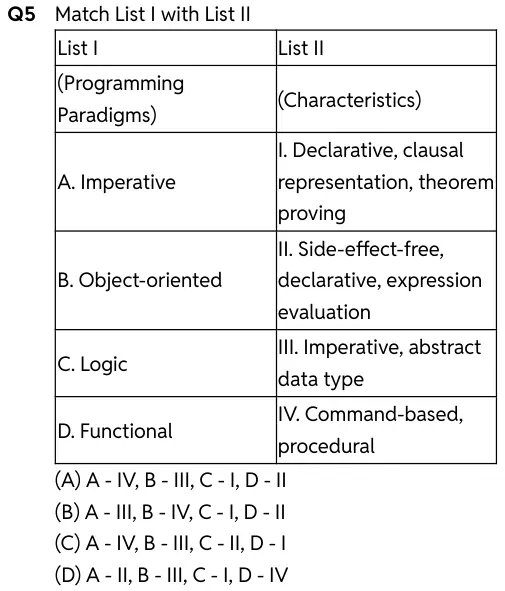 Q5 Match List I with List II
List I List II
(Programming
Paradigms)
(Characteristics)
A. Imperative
I. Declarative, clausal
representation, theorem
proving
B. Object-oriented
II. Side-effect-free,
declarative, expression
evaluation
C. Logic
III. Imperative, abstract
data type
D. Functional
IV. Command-based,
procedural
(A) A - IV, B - III, C - I, D - II
(B) A - III, B - IV, C - I, D - II
(C) A - IV, B - III, C - II, D - I
(D) A - II, B - III, C - I, D - IV